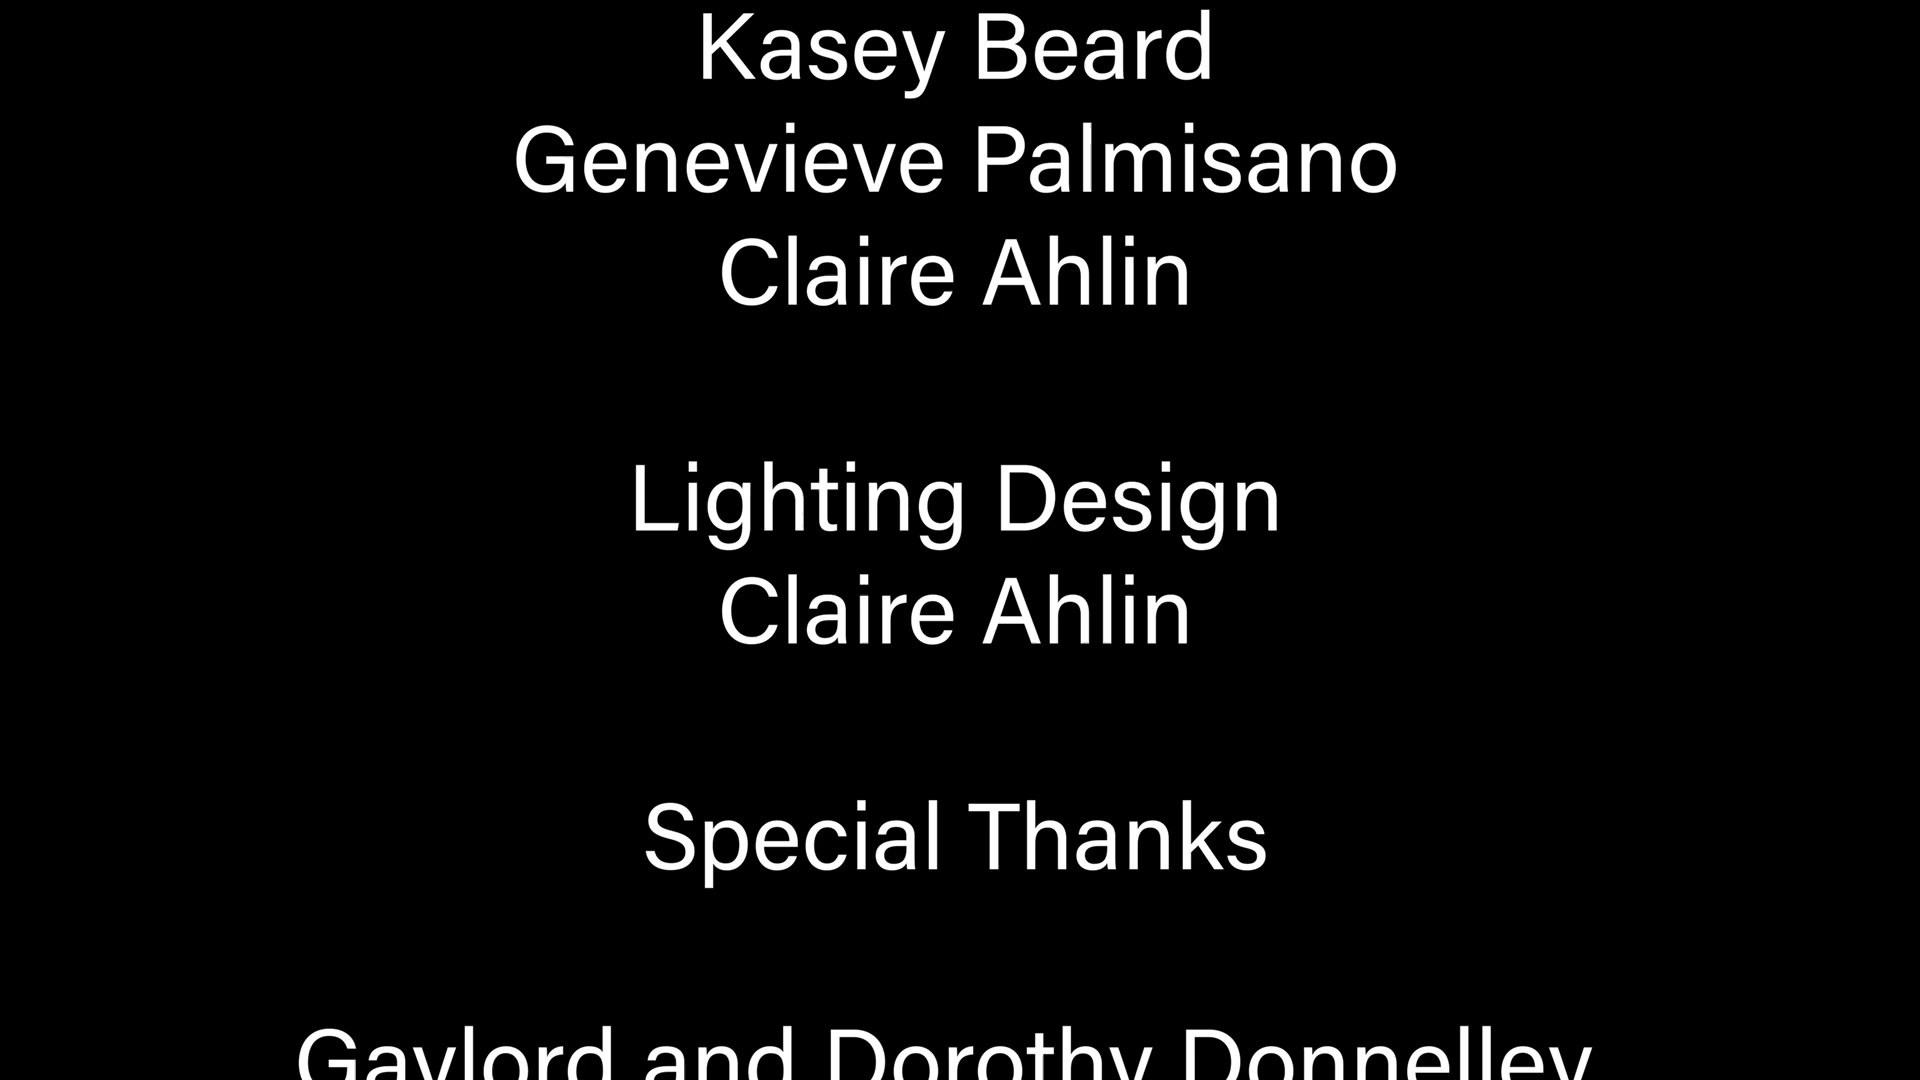 Kasey Beard
Genevieve Palmisano
Claire Ahlin
Lighting Design
Claire Ahlin
Special Thanks
Gaylord and Dorothy Donnelley